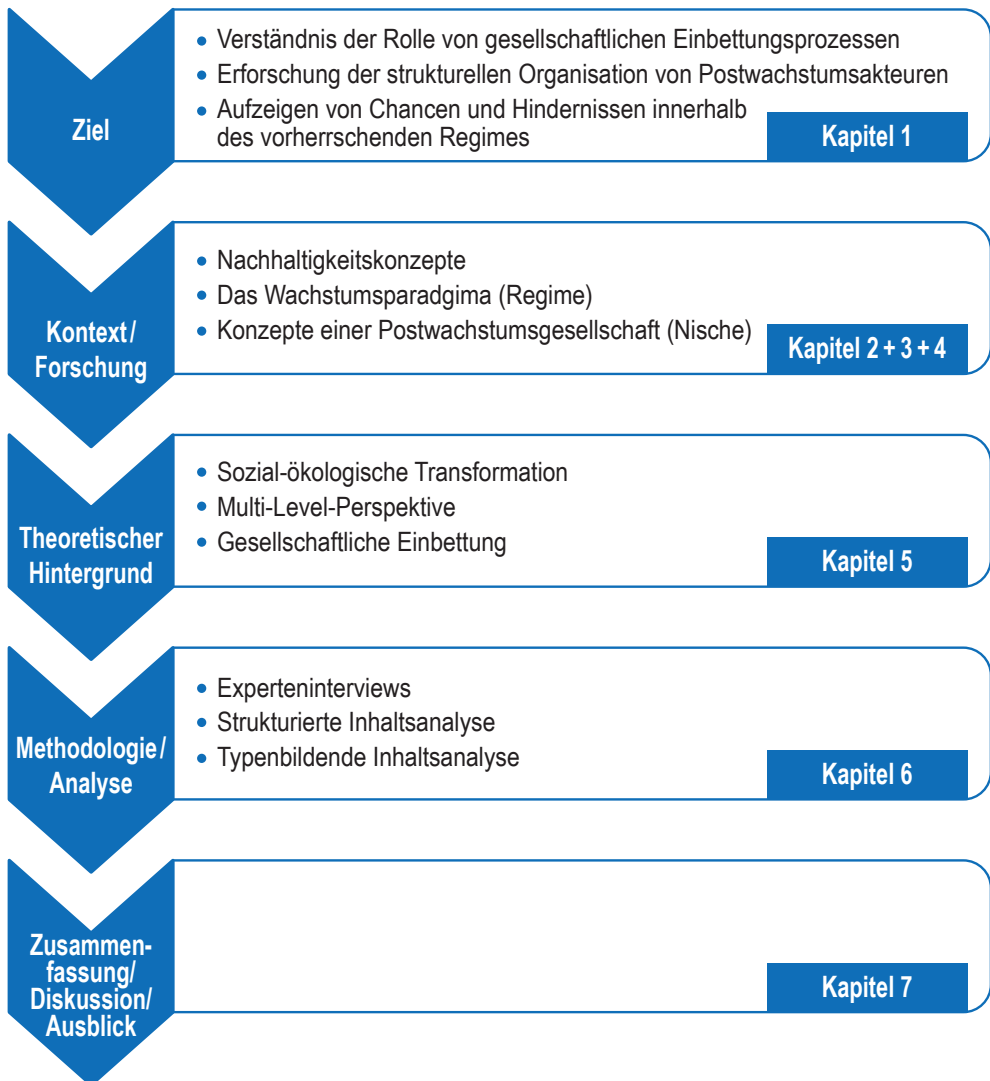 Ziel
• Verständnis der Rolle von gesellschaftlichen Einbettungsprozessen
• Erforschung der strukturellen Organisation von Postwachstumsakteuren
• Aufzeigen von Chancen und Hindernissen innerhalb
des vorherrschenden Regimes
Kapitel 1
Kontext/
Forschung
• Nachhaltigkeitskonzepte
• Das Wachstumsparadgima (Regime)
• Konzepte einer Postwachstumsgesellschaft (Nische)
Kapitel 2 + 3 + 4
Theoretischer
Hintergrund
• Sozial-ökologische Transformation
• Multi-Level-Perspektive
• Gesellschaftliche Einbettung
Kapitel 5
Methodologie/
Analyse
• Experteninterviews
• Strukturierte Inhaltsanalyse
• Typenbildende Inhaltsanalyse
Kapitel 6
Zusammen-
fassung/
Diskussion/
Ausblick
Kapitel 7